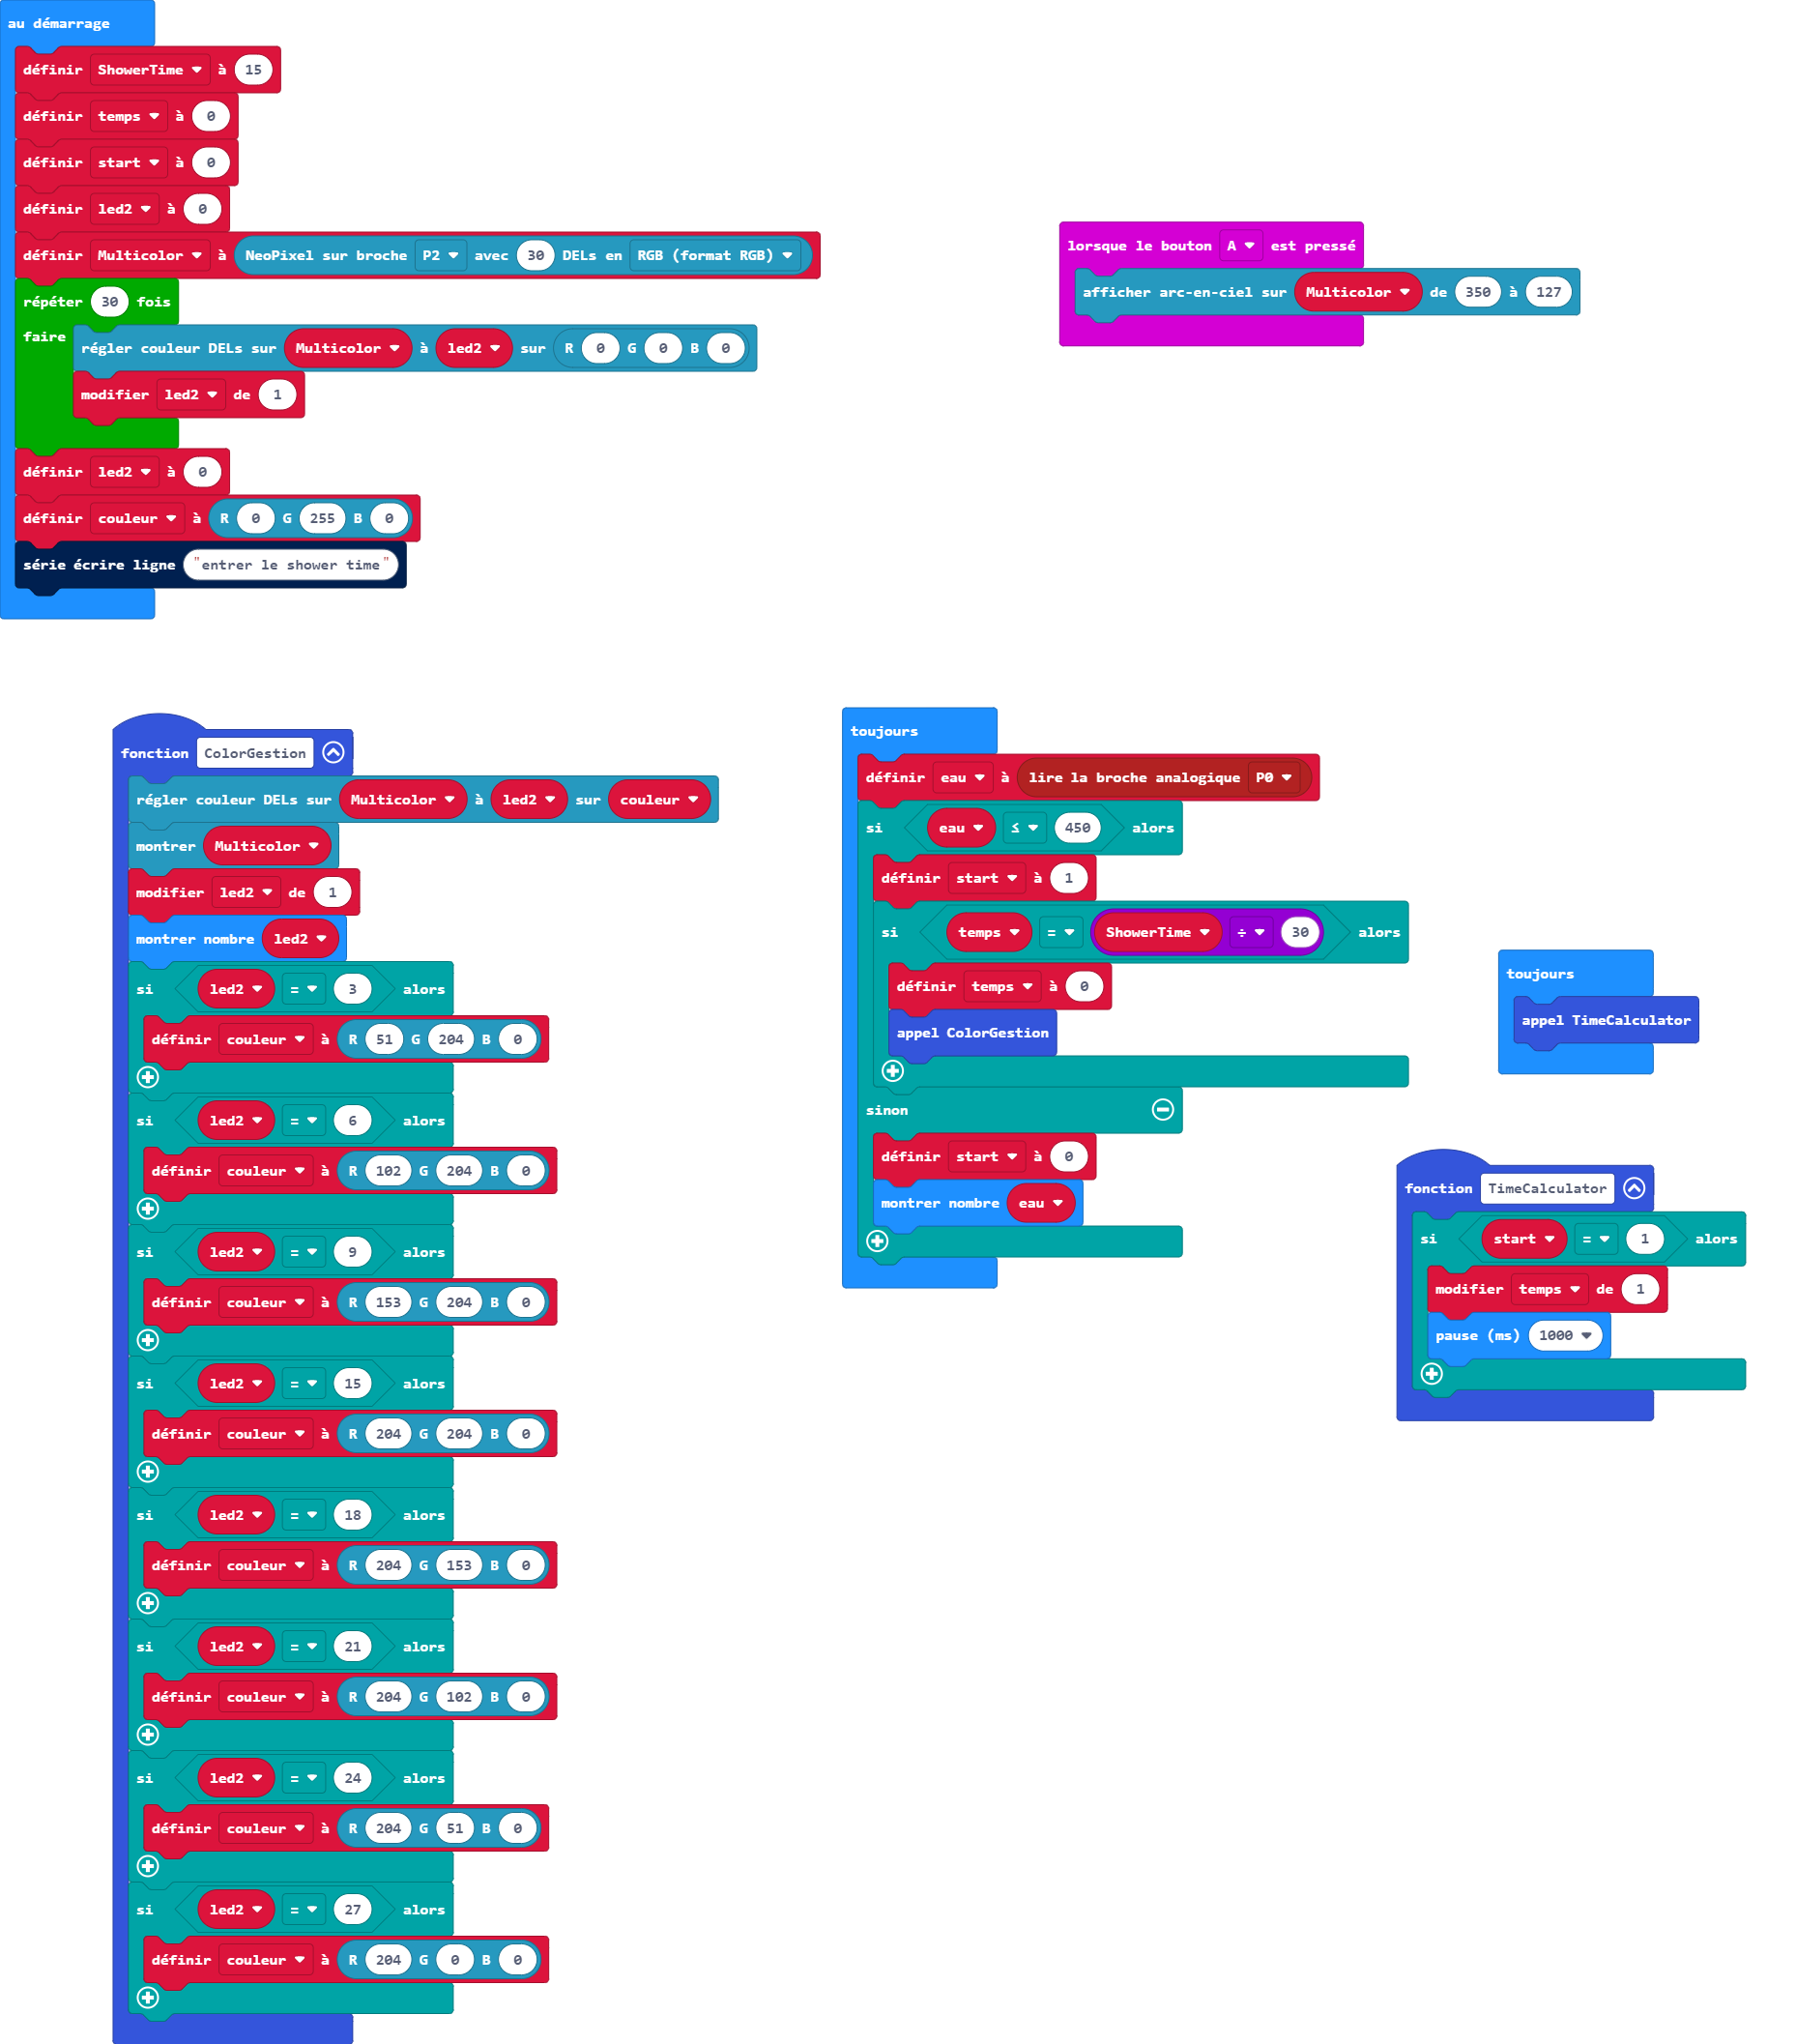 au démarrage
définir ShowerTime à 15
définir temps à 0
définir start à 0
définir led2 à 0
définir Multicolor à NeoPixel sur broche P2 avec 30 DELs en RGB (format RGB)
répéter 30 fois
faire régler couleur DELs sur Multicolor à led2 sur R 0 G 0 B 0
modifier led2 de 1
définir led2 à 0
définir couleur à R 0 G 255 B 0
série écrire ligne "entrer le shower time"
lorsque le bouton A est pressé
afficher arc-en-ciel sur Multicolor de 350 à 127
fonction ColorGestion
régler couleur DELs sur Multicolor à led2 sur couleur
montrer Multicolor
modifier led2 de 1
montrer nombre led2
si led2 = 3 alors
définir couleur à R 51 G 204 B 0
si led2 = 6 alors
définir couleur à R 102 G 204 B 0
si led2 = 9 alors
définir couleur à R 153 G 204 B 0
si led2 = 15 alors
définir couleur à R 204 G 204 B 0
si led2 = 18 alors
définir couleur à R 204 G 153 B 0
si led2 = 21 alors
définir couleur à R 204 G 102 B 0
si led2 = 24 alors
définir couleur à R 204 G 51 B 0
si led2 = 27 alors
définir couleur à R 204 G 0 B 0
toujours
définir eau à lire la broche analogique P0
si eau ≤ 450 alors
définir start à 1
si temps = ShowerTime ÷ 30 alors
définir temps à 0
appel ColorGestion
sinon
définir start à 0
montrer nombre eau
toujours
appel TimeCalculator
fonction TimeCalculator
si start = 1 alors
modifier temps de 1
pause (ms) 1000